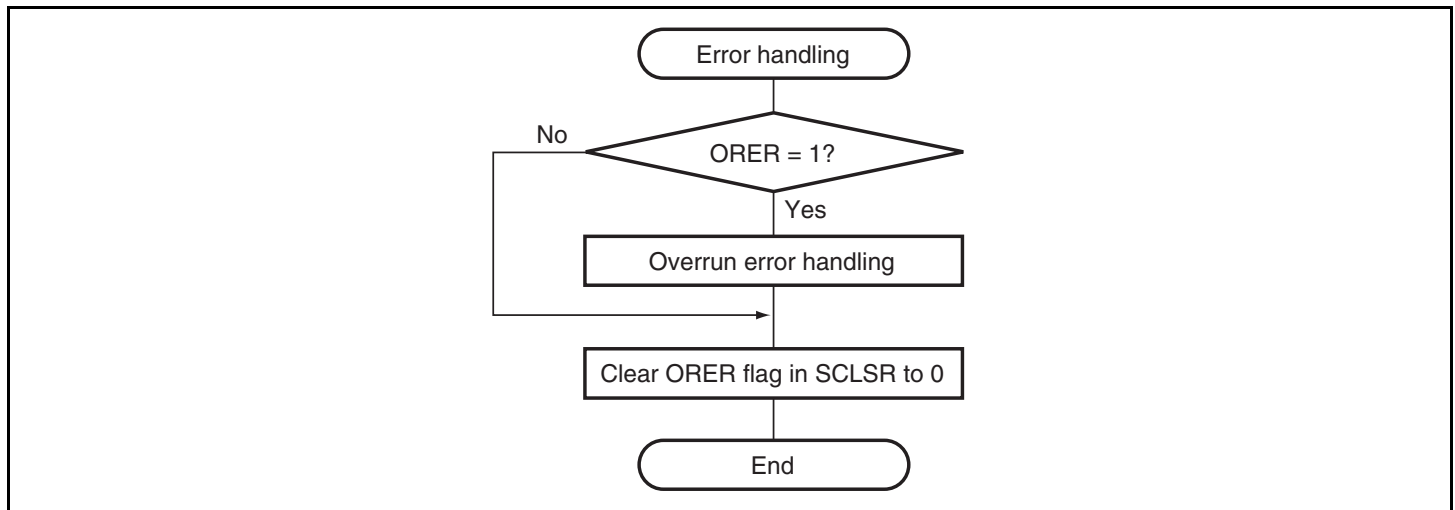 Error handling
No
ORER = 1?
Yes
Overrun error handling
Clear ORER flag in SCLSR to 0
End